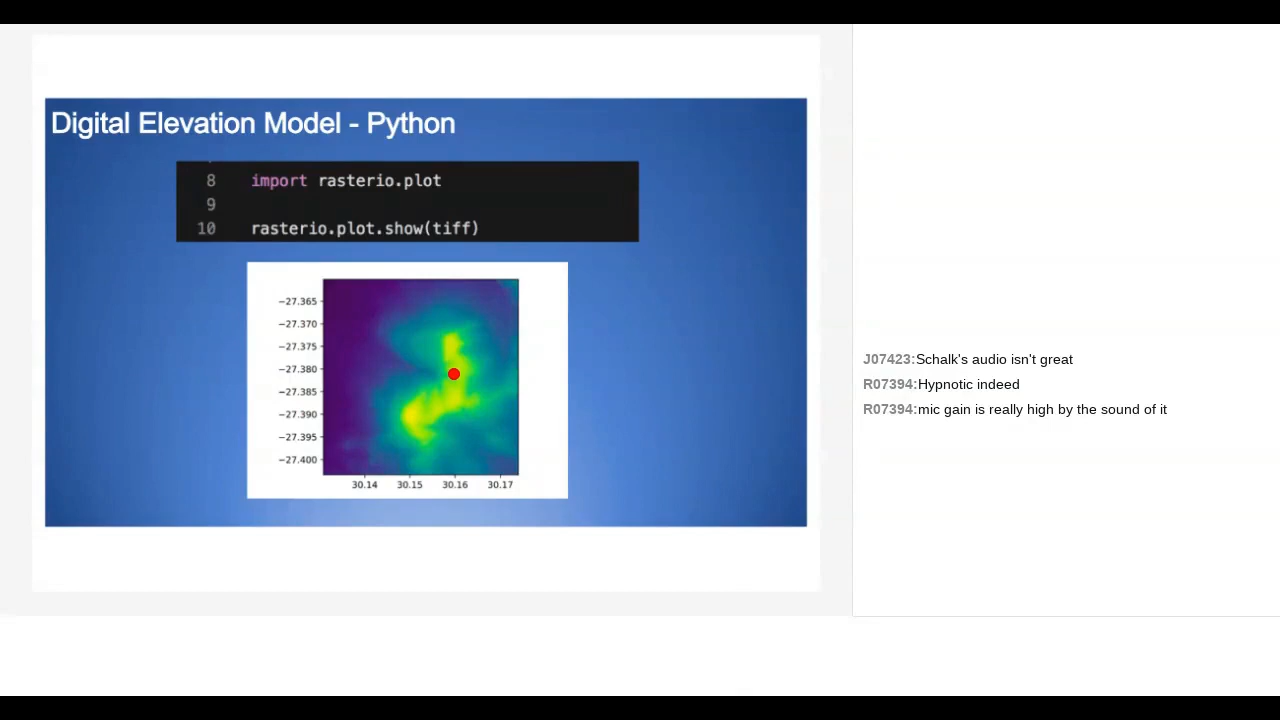 Digital Elevation Model - Python
8 import rasterio.plot
9
10 rasterio.plot.show(tiff)
−27.365
−27.370
−27.375
−27.380
−27.385
−27.390
−27.395
−27.400
30.14 30.15 30.16 30.17
J07423:Schalk's audio isn't great
R07394:Hypnotic indeed
R07394:mic gain is really high by the sound of it